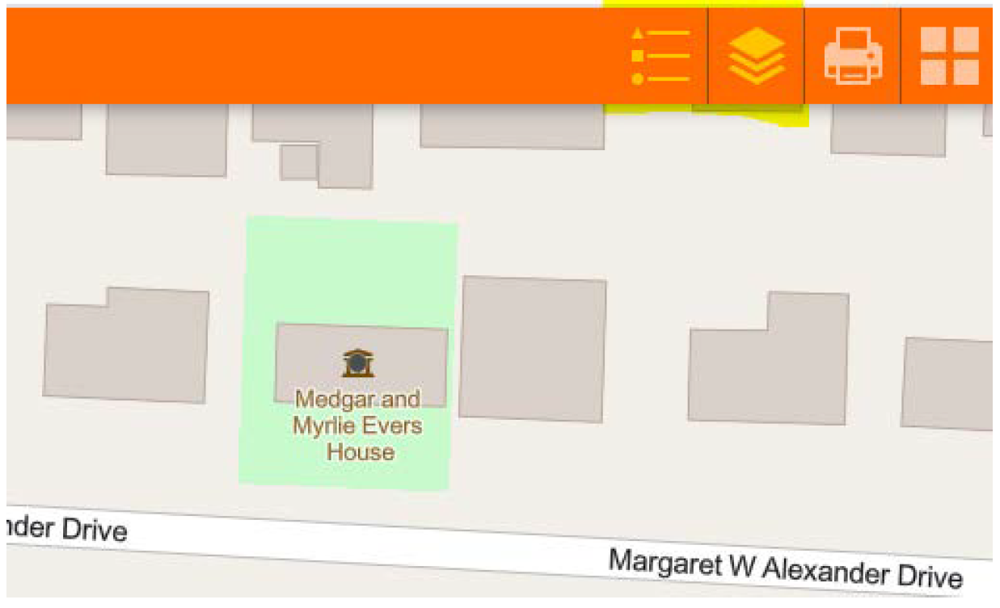 Medgar and
Myrlie Evers
House
nder Drive
Margaret W Alexander Drive